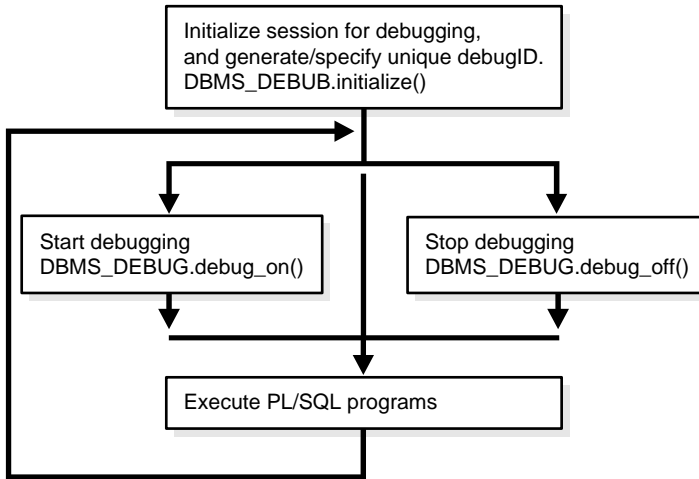 Initialize session for debugging,
and generate/specify unique debugID.
DBMS_DEBUB.initialize()
Start debugging
DBMS_DEBUG.debug_on()
Stop debugging
DBMS_DEBUG.debug_off()
Execute PL/SQL programs